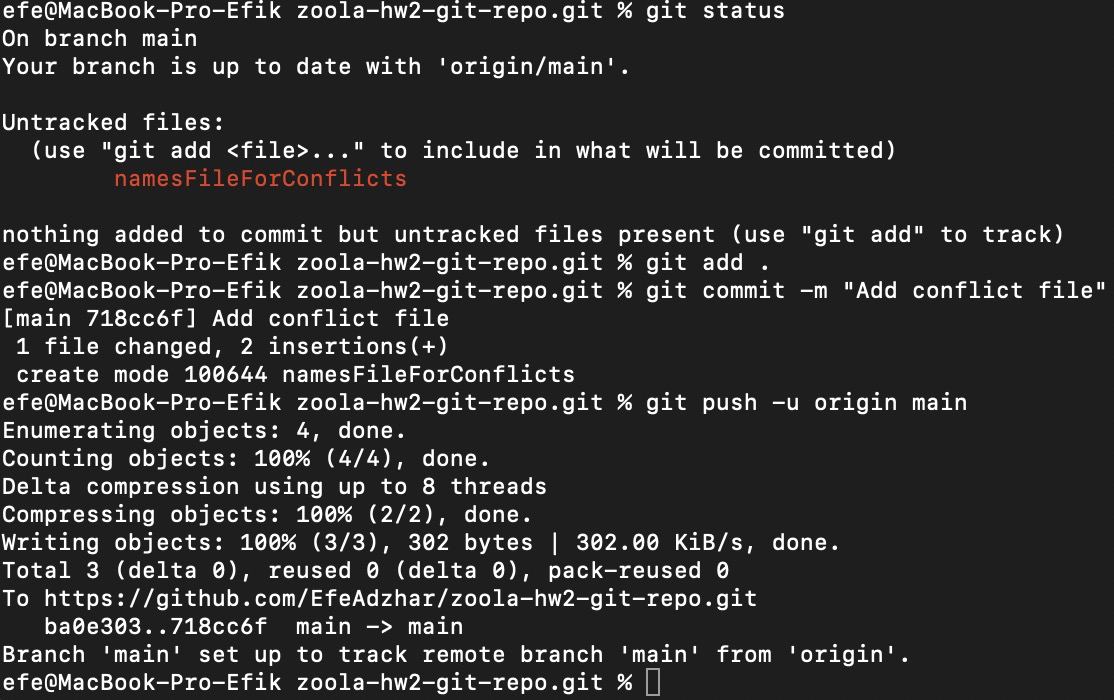 efe@MacBook-Pro-Efik zoola-hw2-git-repo.git % git status
On branch main
Your branch is up to date with 'origin/main'.
Untracked files:
(use "git add <file>..." to include in what will be committed)
namesFileForConflicts
nothing added to commit but untracked files present (use "git add" to track)
efe@MacBook-Pro-Efik zoola-hw2-git-repo.git % git add .
efe@MacBook-Pro-Efik zoola-hw2-git-repo.git % git commit -m "Add conflict file"
[main 718cc6f] Add conflict file
1 file changed, 2 insertions(+)
create mode 100644 namesFileForConflicts
efe@MacBook-Pro-Efik zoola-hw2-git-repo.git % git push -u origin main
Enumerating objects: 4, done.
Counting objects: 100% (4/4), done.
Delta compression using up to 8 threads
Compressing objects: 100% (2/2), done.
Writing objects: 100% (3/3), 302 bytes | 302.00 KiB/s, done.
Total 3 (delta 0), reused 0 (delta 0), pack-reused 0
To https://github.com/EfeAdzhar/zoola-hw2-git-repo.git
ba0e303..718cc6f  main -> main
Branch 'main' set up to track remote branch 'main' from 'origin'.
efe@MacBook-Pro-Efik zoola-hw2-git-repo.git %